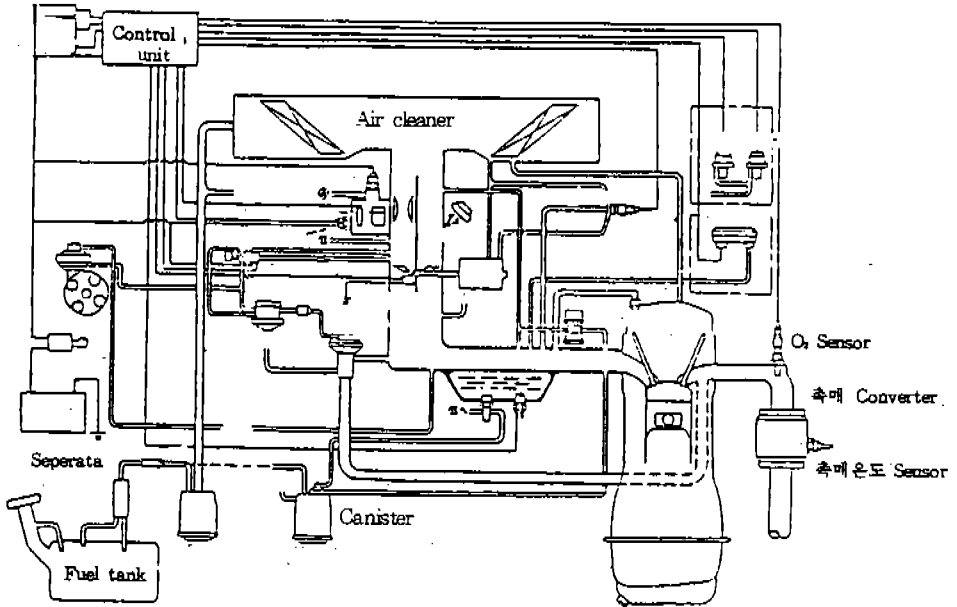 Control
unit
Air cleaner
O₂ Sensor
촉매 Converter
촉매온도 Sensor
Seperata
Canister
Fuel tank